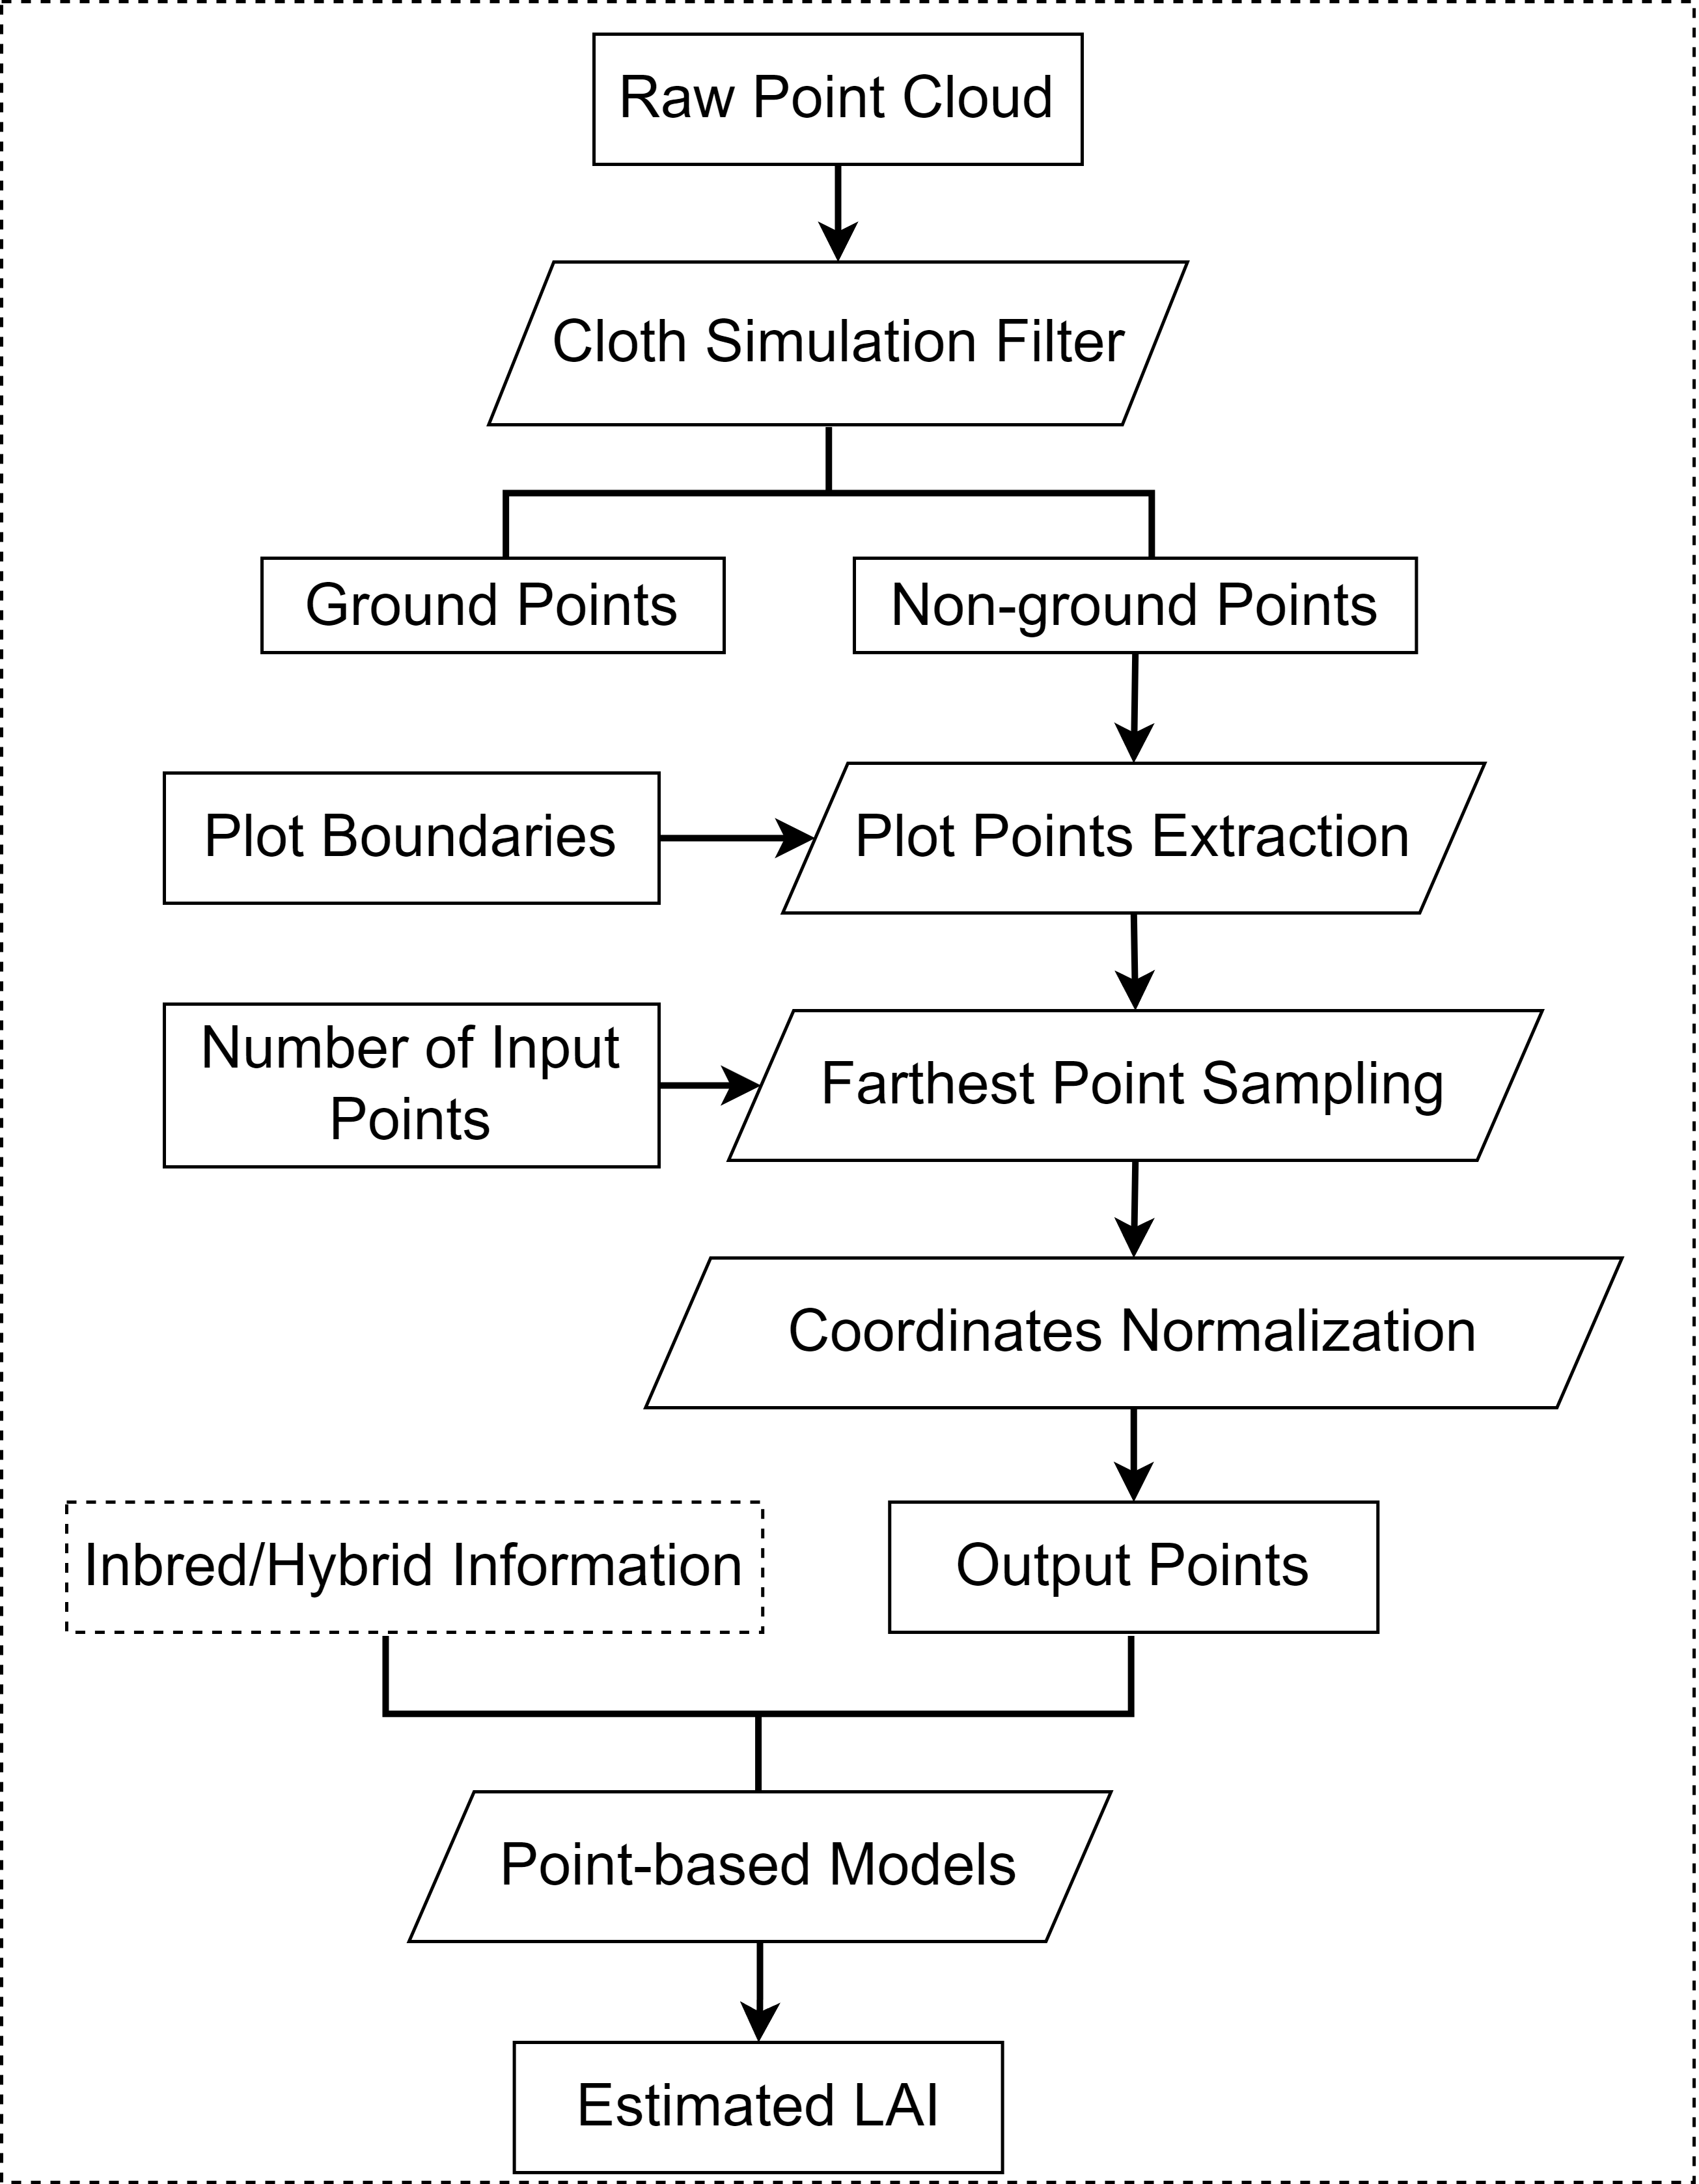 Raw Point Cloud
Cloth Simulation Filter
Ground Points
Non-ground Points
Plot Boundaries
Plot Points Extraction
Number of Input
Points
Farthest Point Sampling
Coordinates Normalization
Inbred/Hybrid Information
Output Points
Point-based Models
Estimated LAI